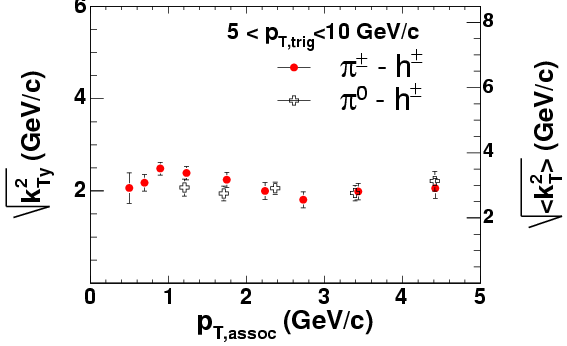 5 < p_T,trig <10 GeV/c
π± - h±
π⁰ - h±
6
4
2
8
6
4
2
0 1 2 3 4 5
√k²_Ty (GeV/c)
√<k²_T> (GeV/c)
p_T,assoc (GeV/c)